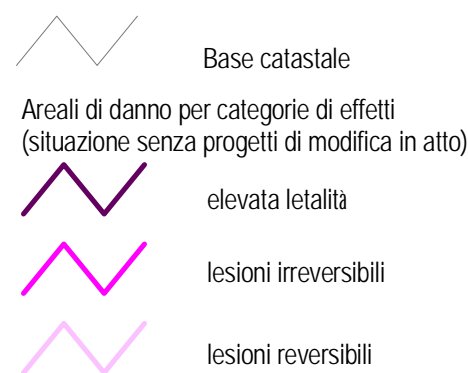 Base catastale
Areali di danno per categorie di effetti
(situazione senza progetti di modifica in atto)
elevata letalità
lesioni irreversibili
lesioni reversibili